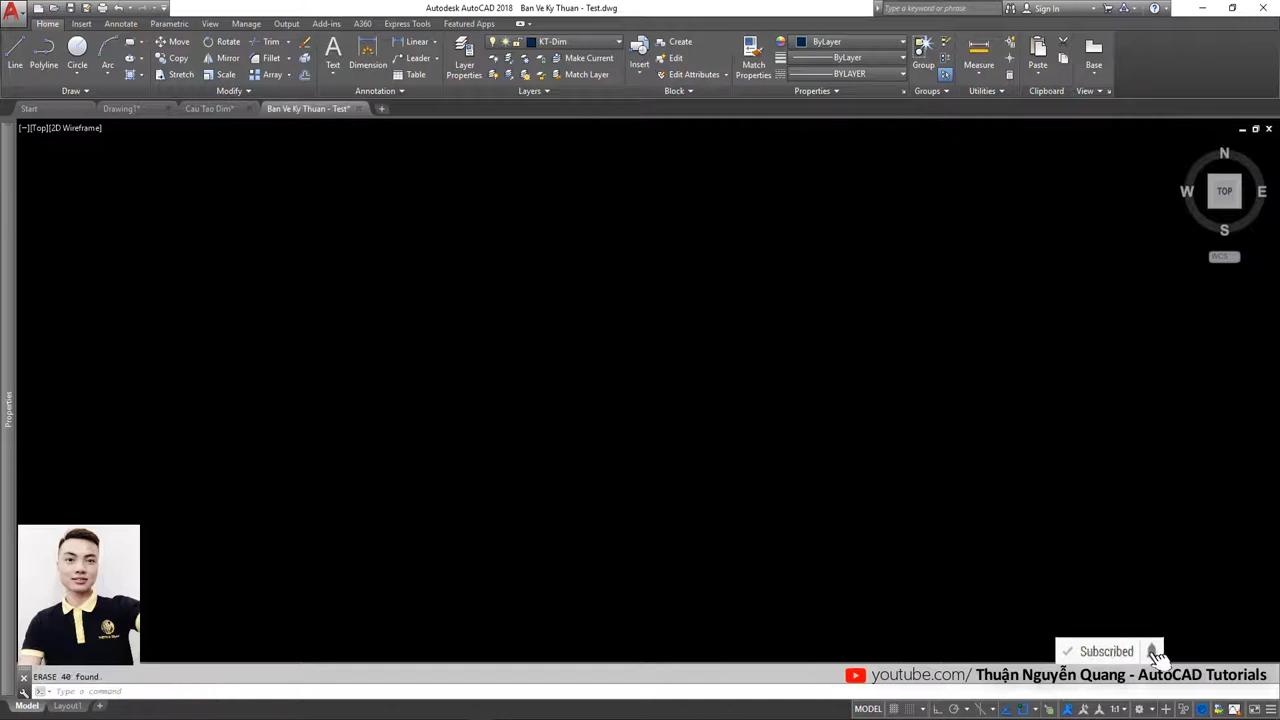 Autodesk AutoCAD 2018 Ban Ve Ky Thuan - Test.dwg
Type a keyword or phrase
Sign In
Home Insert Annotate Parametric View Manage Output Add-ins A360 Express Tools Featured Apps
Line Polyline Circle Arc
Move Rotate Trim
Copy Mirror Fillet
Stretch Scale Array
Text Dimension
Linear
Leader
Table
Layer Properties
KT-Dim
Make Current
Match Layer
Insert
Create
Edit
Edit Attributes
Match Properties
ByLayer
ByLayer
BYLAYER
Group Measure Paste Base
Draw Modify Annotation Layers Block Properties Groups Utilities Clipboard View
Start Drawing1* Cau Tao Dim* Ban Ve Ky Thuan - Test*
[−][Top][2D Wireframe]
N
W TOP E
S
WCS
Properties
Subscribed
ERASE 40 found.
youtube.com/ Thuận Nguyễn Quang - AutoCAD Tutorials
Type a command
Model Layout1
MODEL 1:1